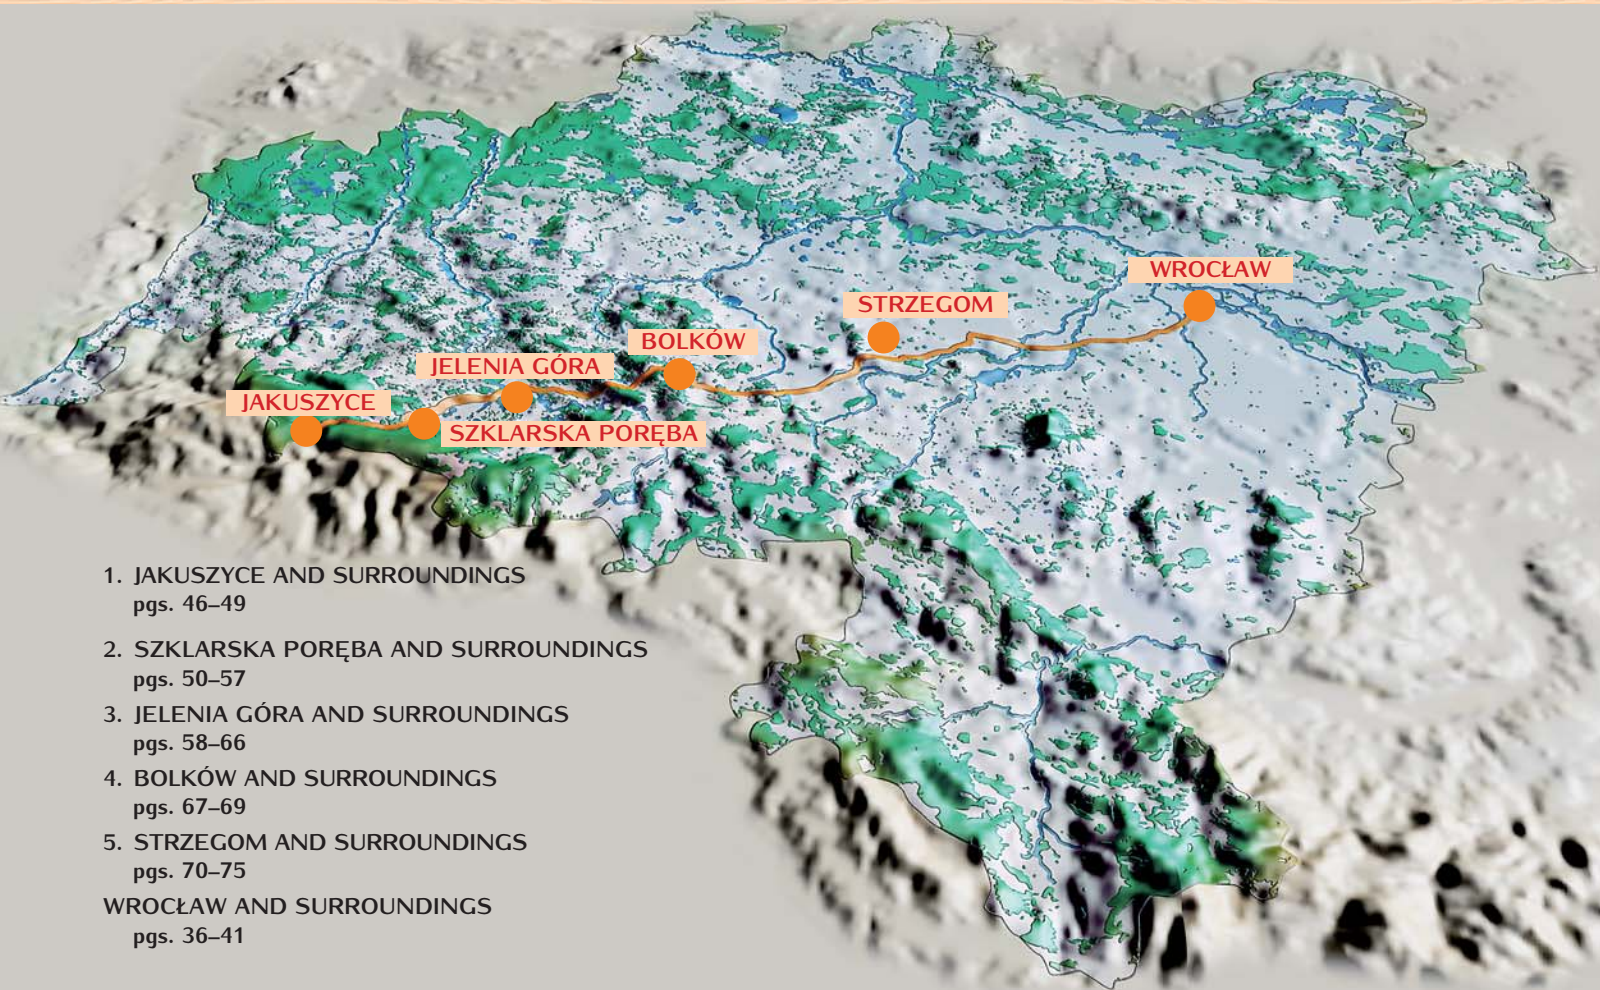 WROCŁAW
STRZEGOM
BOLKÓW
JELENIA GÓRA
JAKUSZYCE
SZKLARSKA PORĘBA
1. JAKUSZYCE AND SURROUNDINGS
pgs. 46–49
2. SZKLARSKA PORĘBA AND SURROUNDINGS
pgs. 50–57
3. JELENIA GÓRA AND SURROUNDINGS
pgs. 58–66
4. BOLKÓW AND SURROUNDINGS
pgs. 67–69
5. STRZEGOM AND SURROUNDINGS
pgs. 70–75
WROCŁAW AND SURROUNDINGS
pgs. 36–41